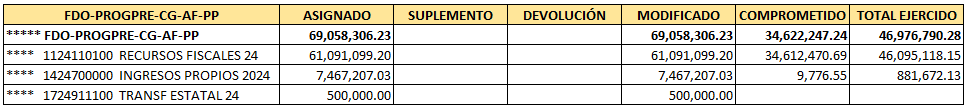 FDO-PROGPRE-CG-AF-PP ASIGNADO SUPLEMENTO DEVOLUCIÓN MODIFICADO COMPROMETIDO TOTAL EJERCIDO
***** FDO-PROGPRE-CG-AF-PP 69,058,306.23 69,058,306.23 34,622,247.24 46,976,790.28
**** 1124110100 RECURSOS FISCALES 24 61,091,099.20 61,091,099.20 34,612,470.69 46,095,118.15
**** 1424700000 INGRESOS PROPIOS 2024 7,467,207.03 7,467,207.03 9,776.55 881,672.13
**** 1724911100 TRANSF ESTATAL 24 500,000.00 500,000.00